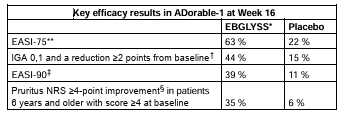 Key efficacy results in ADorable-1 at Week 16
EBGLYSS* Placebo
EASI-75** 63 % 22 %
IGA 0,1 and a reduction ≥2 points from baseline† 44 % 15 %
EASI-90‡ 39 % 11 %
Pruritus NRS ≥4-point improvement§ in patients
6 years and older with score ≥4 at baseline 35 % 6 %